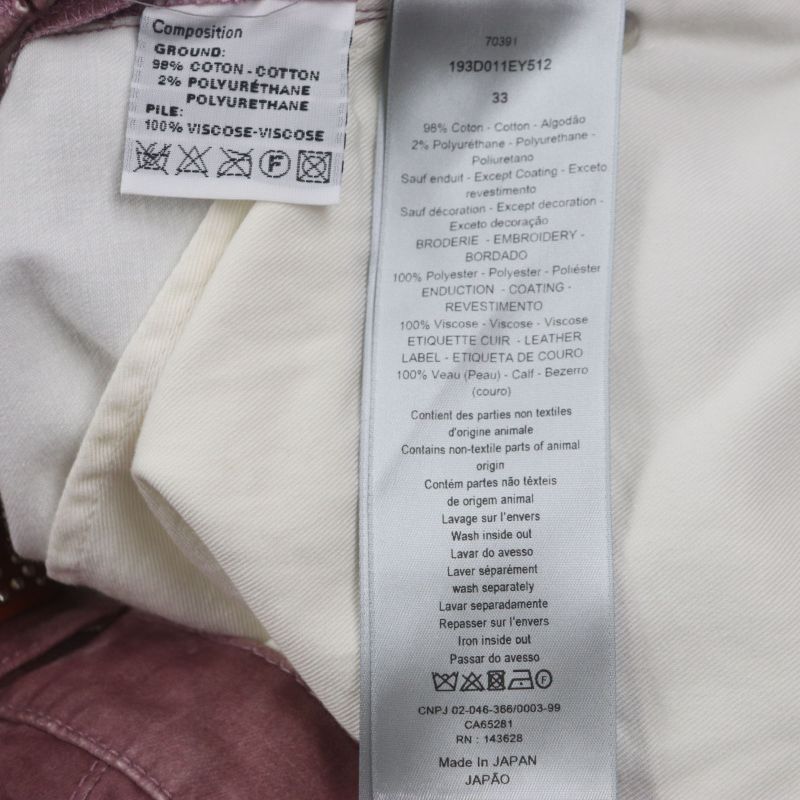 Composition
GROUND:
98% COTON - COTTON
2% POLYURÉTHANE
POLYURETHANE
PILE:
100% VISCOSE-VISCOSE
F
70391
193D011EY512
33
98% Coton - Cotton - Algodão
2% Polyuréthane - Polyurethane -
Poliuretano
Sauf enduit - Except Coating - Exceto
revestimento
Sauf décoration - Except decoration -
Exceto decoração
BRODERIE - EMBROIDERY -
BORDADO
100% Polyester - Polyester - Poliéster
ENDUCTION - COATING -
REVESTIMENTO
100% Viscose - Viscose - Viscose
ETIQUETTE CUIR - LEATHER
LABEL - ETIQUETA DE COURO
100% Veau (Peau) - Calf - Bezerro
(couro)
Contient des parties non textiles
d'origine animale
Contains non-textile parts of animal
origin
Contém partes não têxteis
de origem animal
Lavage sur l'envers
Wash inside out
Lavar do avesso
Laver séparément
wash separately
Lavar separadamente
Repasser sur l'envers
Iron inside out
Passar do avesso
F
CNPJ 02-046-366/0003-99
CA65281
RN : 143628
Made In JAPAN
JAPÃO